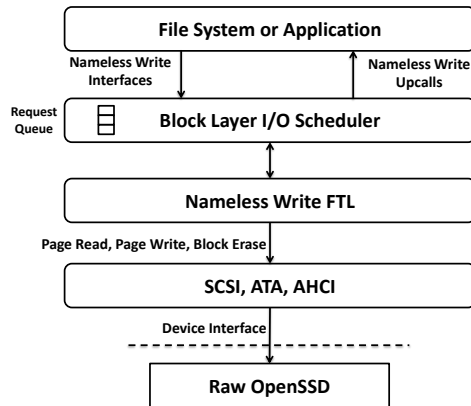 File System or Application
Nameless Write
Interfaces
Nameless Write
Upcalls
Request
Queue
Block Layer I/O Scheduler
Nameless Write FTL
Page Read, Page Write, Block Erase
SCSI, ATA, AHCI
Device Interface
Raw OpenSSD